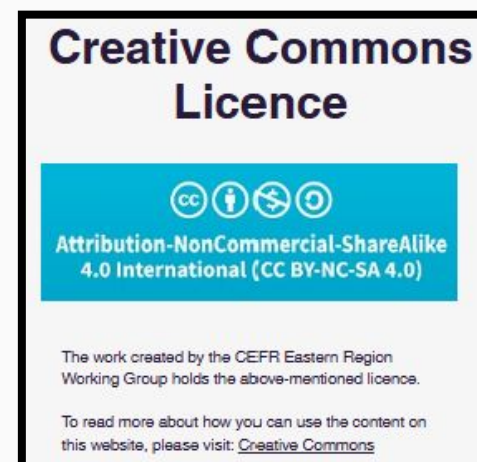 Creative Commons
Licence
cc
Attribution-NonCommercial-ShareAlike
4.0 International (CC BY-NC-SA 4.0)
The work created by the CEFR Eastern Region
Working Group holds the above-mentioned licence.
To read more about how you can use the content on
this website, please visit: Creative Commons